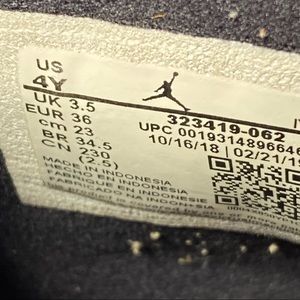 US
4Y
UK 3.5
EUR 36
cm 23
BR 34.5
CN 230
(2.5)
323419-062
UPC 0019314896646
10/16/18 02/21/1
MADE IN INDONESIA
HECHO EN INDONESIA
FABRIQUÉ EN INDONESIE